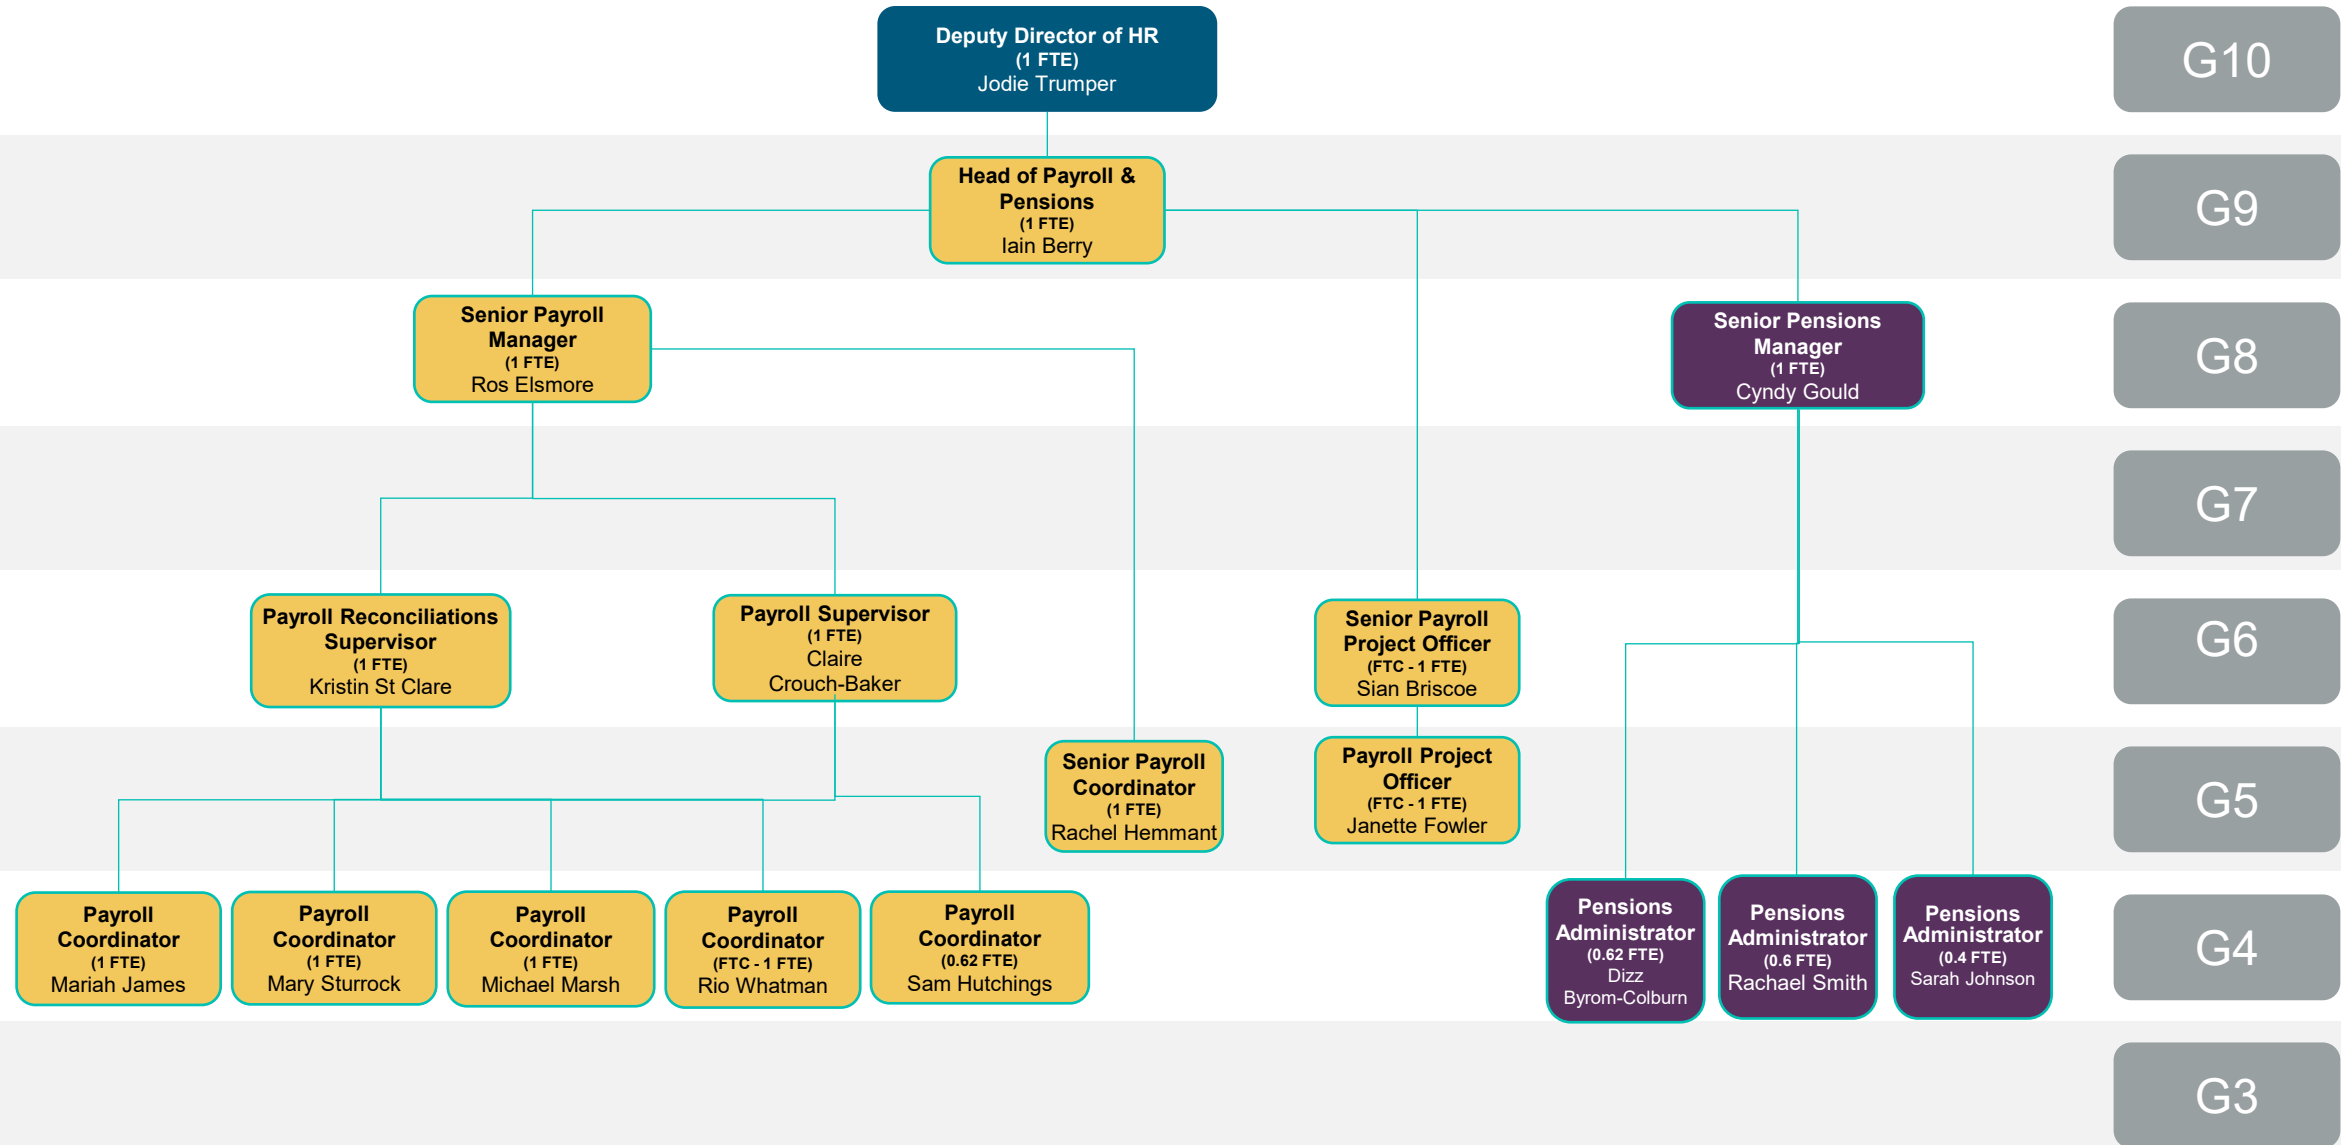 Deputy Director of HR
(1 FTE)
Jodie Trumper
G10
Head of Payroll &
Pensions
(1 FTE)
Iain Berry
G9
Senior Payroll
Manager
(1 FTE)
Ros Elsmore
Senior Pensions
Manager
(1 FTE)
Cyndy Gould
G8
G7
Payroll Reconciliations
Supervisor
(1 FTE)
Kristin St Clare
Payroll Supervisor
(1 FTE)
Claire
Crouch-Baker
Senior Payroll
Project Officer
(FTC - 1 FTE)
Sian Briscoe
G6
Senior Payroll
Coordinator
(1 FTE)
Rachel Hemmant
Payroll Project
Officer
(FTC - 1 FTE)
Janette Fowler
G5
Payroll
Coordinator
(1 FTE)
Mariah James
Payroll
Coordinator
(1 FTE)
Mary Sturrock
Payroll
Coordinator
(1 FTE)
Michael Marsh
Payroll
Coordinator
(FTC - 1 FTE)
Rio Whatman
Payroll
Coordinator
(0.62 FTE)
Sam Hutchings
Pensions
Administrator
(0.62 FTE)
Dizz
Byrom-Colburn
Pensions
Administrator
(0.6 FTE)
Rachael Smith
Pensions
Administrator
(0.4 FTE)
Sarah Johnson
G4
G3